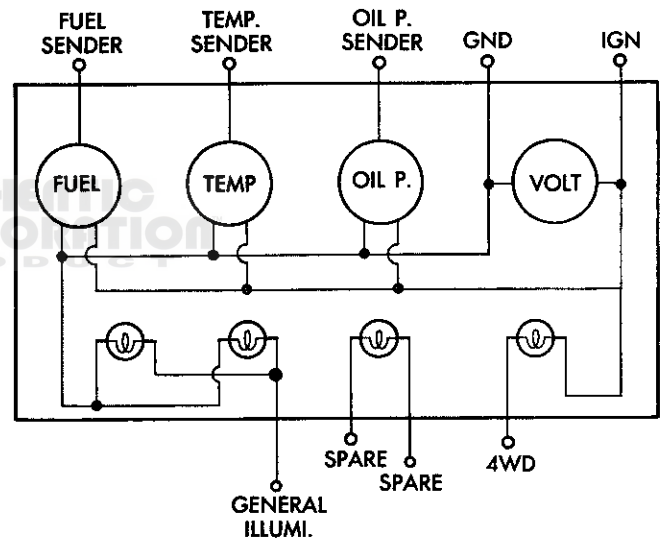 FUEL
SENDER
TEMP.
SENDER
OIL P.
SENDER
GND
IGN
FUEL
TEMP
OIL P.
VOLT
SPARE
SPARE
4WD
GENERAL
ILLUMI.